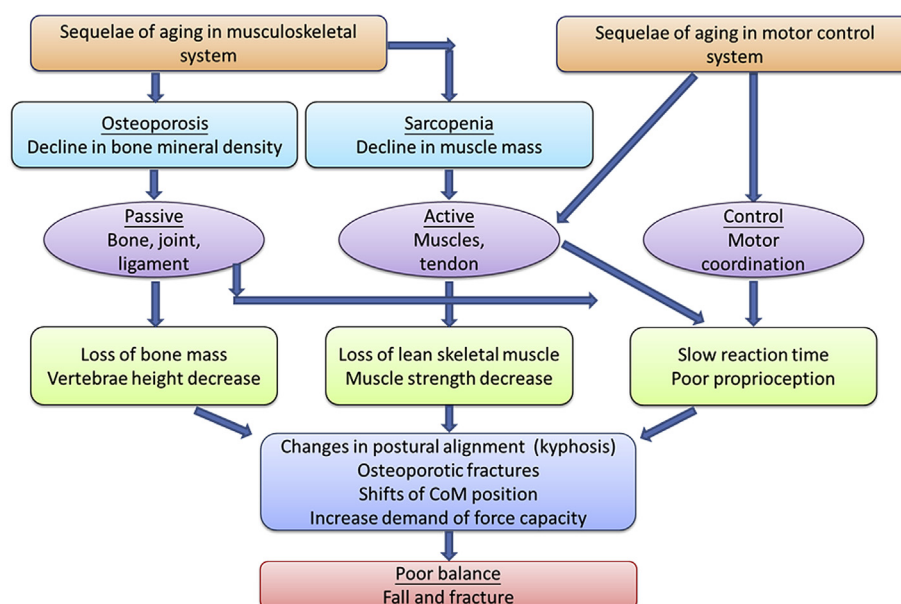 Sequelae of aging in musculoskeletal
system
Sequelae of aging in motor control
system
Osteoporosis
Decline in bone mineral density
Sarcopenia
Decline in muscle mass
Passive
Bone, joint,
ligament
Active
Muscles,
tendon
Control
Motor
coordination
Loss of bone mass
Vertebrae height decrease
Loss of lean skeletal muscle
Muscle strength decrease
Slow reaction time
Poor proprioception
Changes in postural alignment (kyphosis)
Osteoporotic fractures
Shifts of CoM position
Increase demand of force capacity
Poor balance
Fall and fracture